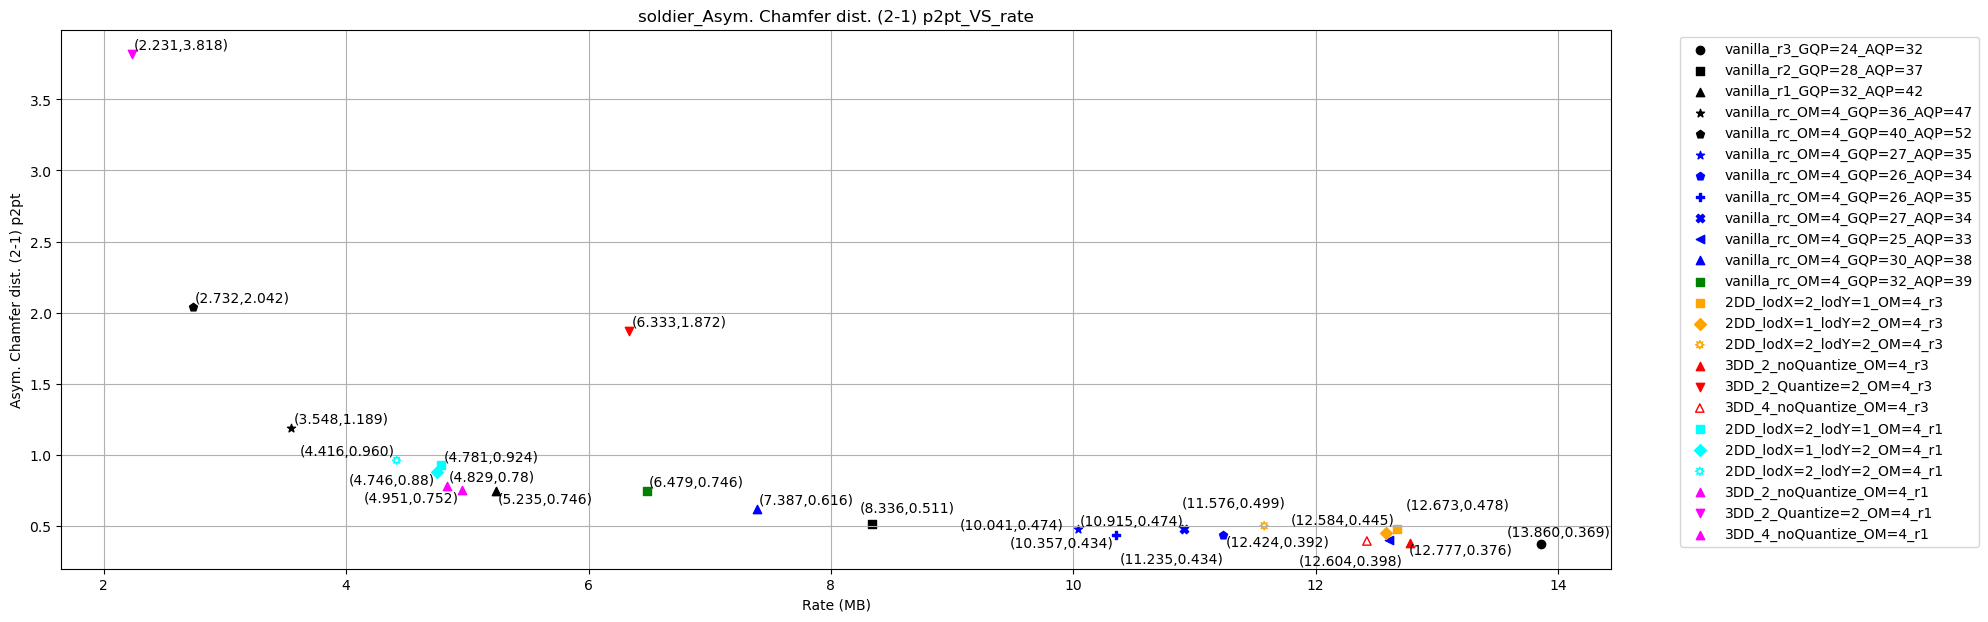 soldier_Asym. Chamfer dist. (2-1) p2pt_VS_rate
Asym. Chamfer dist. (2-1) p2pt
3.5
3.0
2.5
2.0
1.5
1.0
0.5
(2.231,3.818)
(2.732,2.042)
(6.333,1.872)
(3.548,1.189)
(4.416,0.960)
(4.781,0.924)
(4.746,0.88)
(4.829,0.78)
(4.951,0.752)
(5.235,0.746)
(6.479,0.746)
(7.387,0.616)
(8.336,0.511)
(10.041,0.474)
(10.915,0.474)
(10.357,0.434)
(11.235,0.434)
(11.576,0.499)
(12.424,0.392)
(12.584,0.445)
(12.673,0.478)
(12.604,0.398)
(12.777,0.376)
(13.860,0.369)
2
4
6
8
10
12
14
Rate (MB)
vanilla_r3_GQP=24_AQP=32
vanilla_r2_GQP=28_AQP=37
vanilla_r1_GQP=32_AQP=42
vanilla_rc_OM=4_GQP=36_AQP=47
vanilla_rc_OM=4_GQP=40_AQP=52
vanilla_rc_OM=4_GQP=27_AQP=35
vanilla_rc_OM=4_GQP=26_AQP=34
vanilla_rc_OM=4_GQP=26_AQP=35
vanilla_rc_OM=4_GQP=27_AQP=34
vanilla_rc_OM=4_GQP=25_AQP=33
vanilla_rc_OM=4_GQP=30_AQP=38
vanilla_rc_OM=4_GQP=32_AQP=39
2DD_lodX=2_lodY=1_OM=4_r3
2DD_lodX=1_lodY=2_OM=4_r3
2DD_lodX=2_lodY=2_OM=4_r3
3DD_2_noQuantize_OM=4_r3
3DD_2_Quantize=2_OM=4_r3
3DD_4_noQuantize_OM=4_r3
2DD_lodX=2_lodY=1_OM=4_r1
2DD_lodX=1_lodY=2_OM=4_r1
2DD_lodX=2_lodY=2_OM=4_r1
3DD_2_noQuantize_OM=4_r1
3DD_2_Quantize=2_OM=4_r1
3DD_4_noQuantize_OM=4_r1